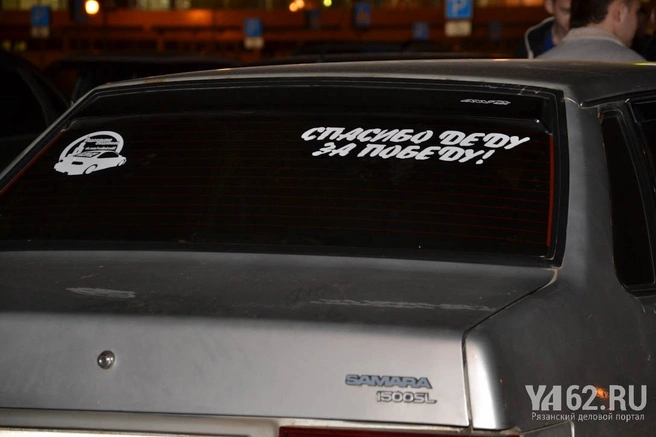 СПАСИБО ДЕДУ
ЗА ПОБЕДУ!
SAMARA
1500SL
YA62.RU
Рязанский деловой портал